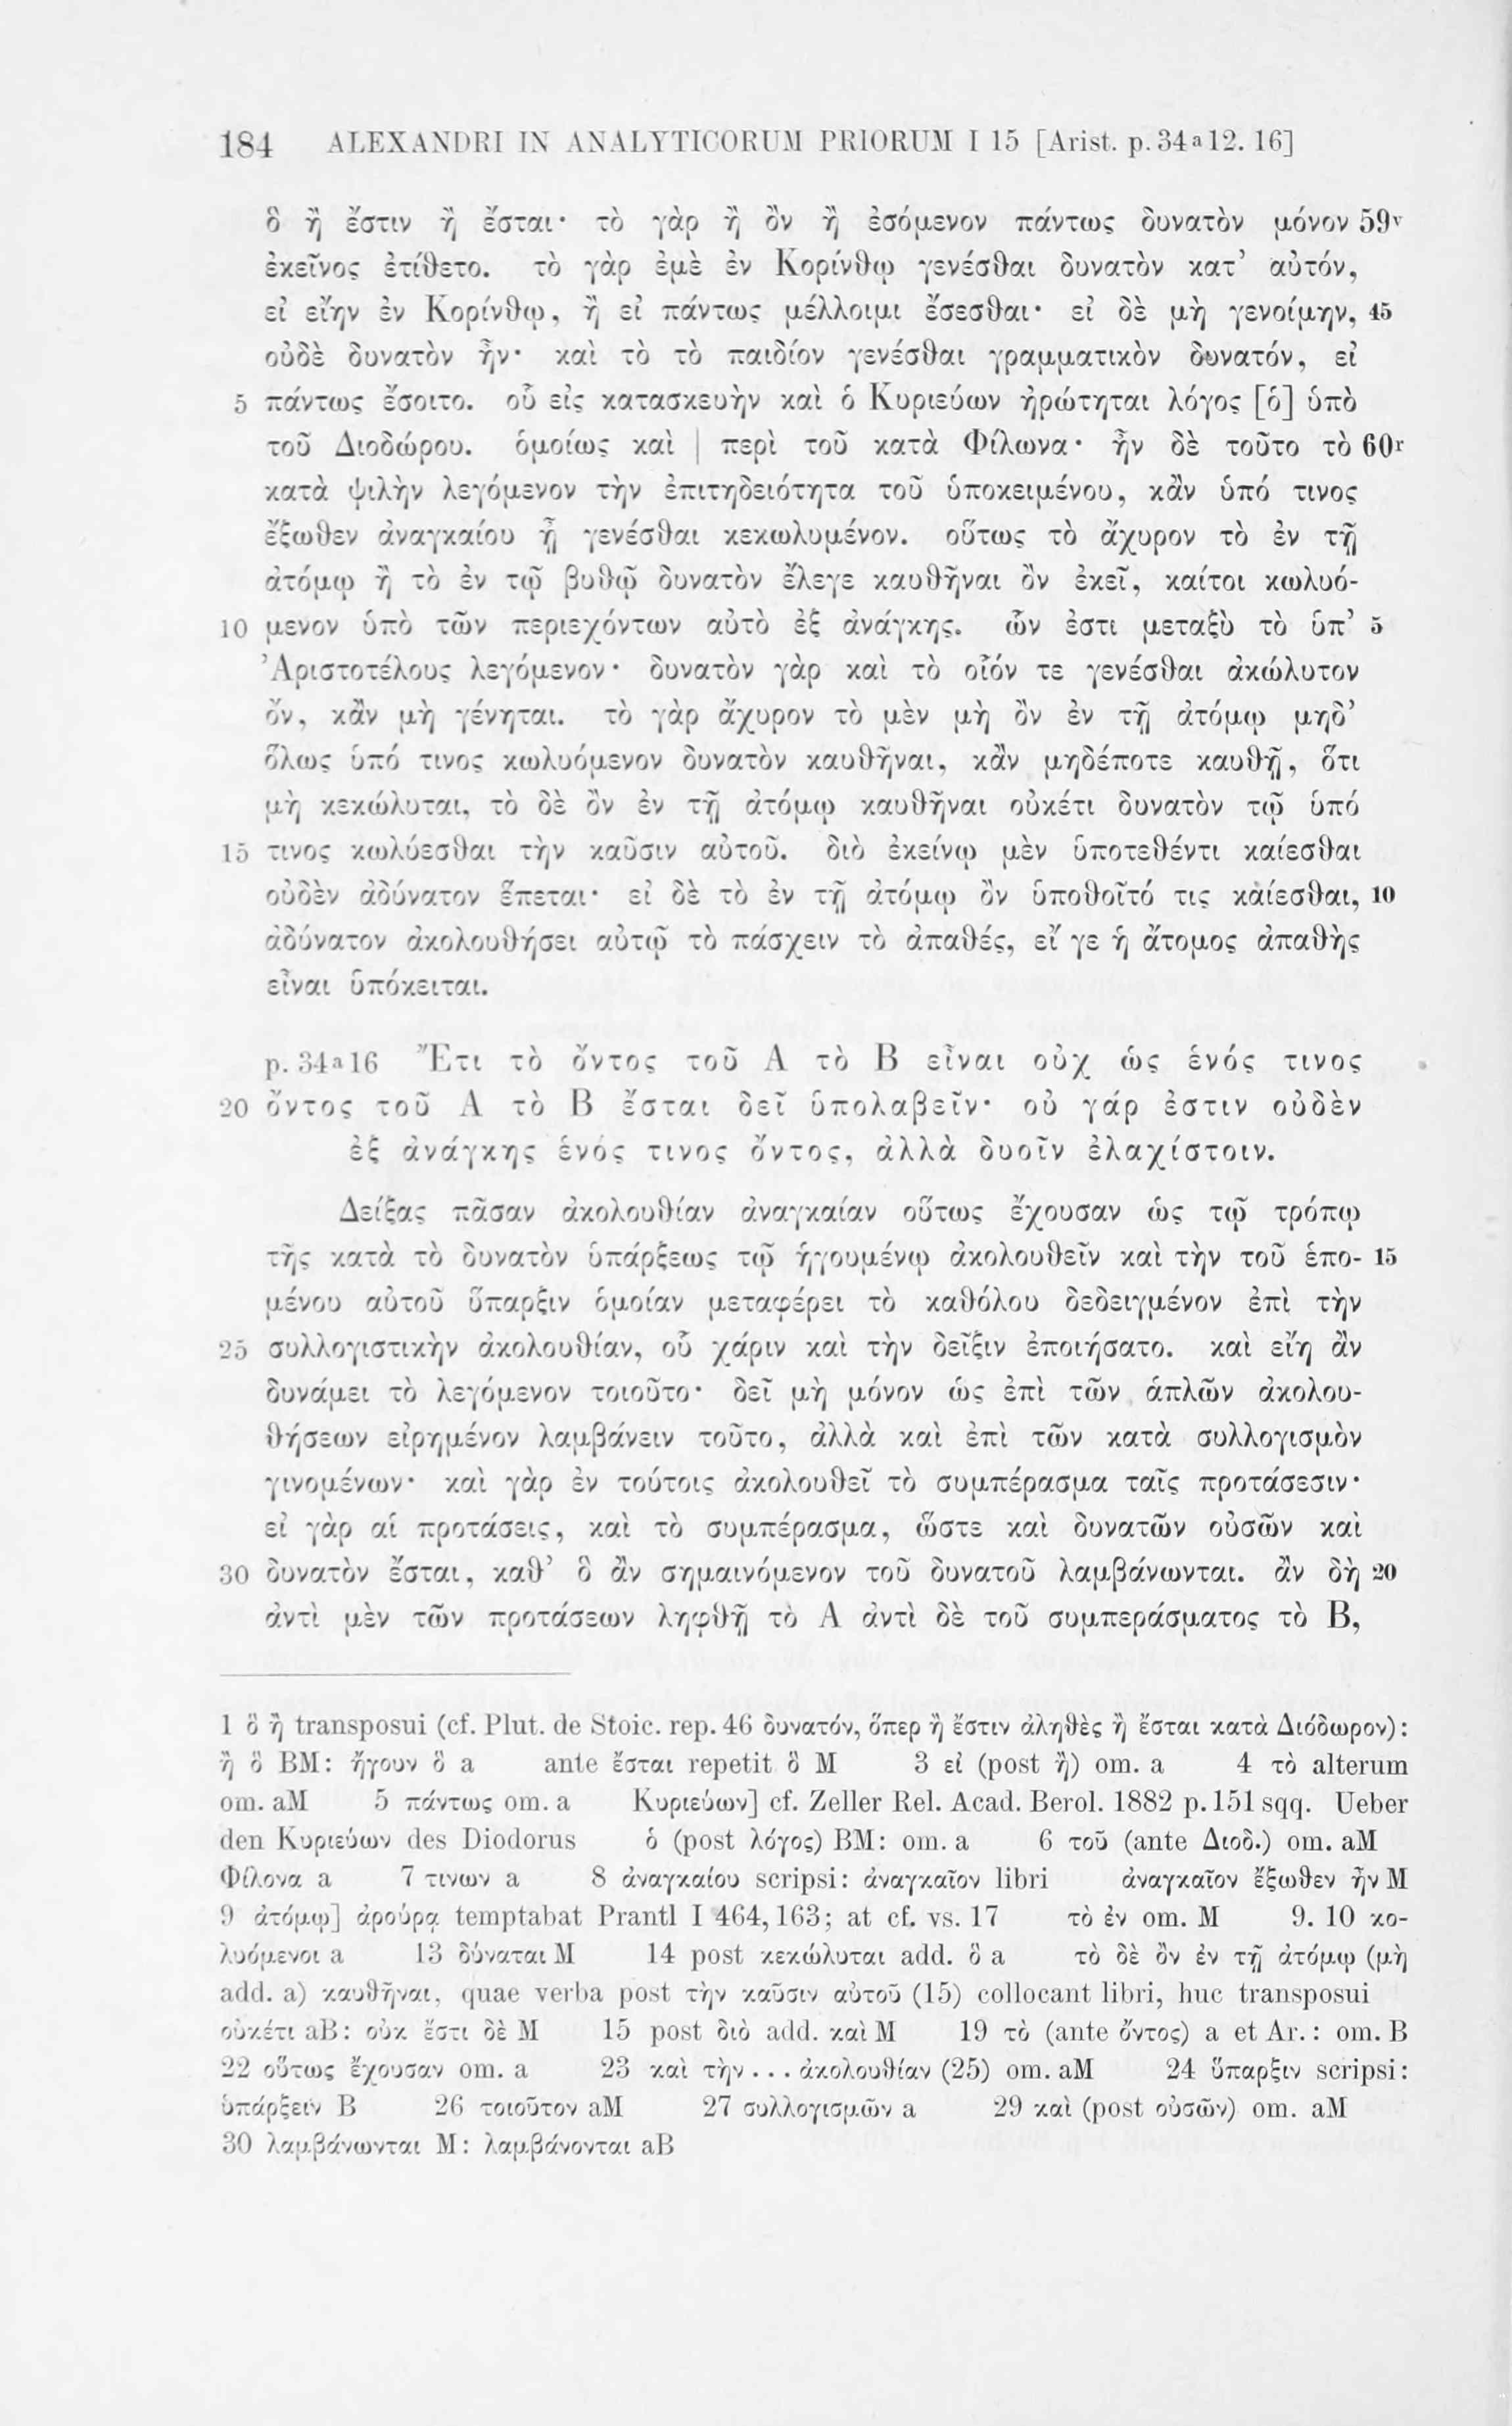 184 ALEXANDRI IN ANALYTICORUM PRIORUM I 15 [Arist. p. 34ᵃ12. 16]
ὃ ἢ ἔστιν ἢ ἔσται· τὸ γὰρ ἢ ὂν ἢ ἐσόμενον πάντως δυνατὸν μόνον 59ᵛ
ἐκεῖνος ἐτίθετο. τὸ γὰρ ἐμὲ ἐν Κορίνθῳ γενέσθαι δυνατὸν κατ’ αὐτόν,
εἰ εἴην ἐν Κορίνθῳ, ἢ εἰ πάντως μέλλοιμι ἔσεσθαι· εἰ δὲ μὴ γενοίμην, 45
οὐδὲ δυνατὸν ἦν· καὶ τὸ τὸ παιδίον γενέσθαι γραμματικὸν δυνατόν, εἰ
5 πάντως ἔσοιτο. οὗ εἰς κατασκευὴν καὶ ὁ Κυριεύων ἠρώτηται λόγος [ὁ] ὑπὸ
τοῦ Διοδώρου. ὁμοίως καὶ | περὶ τοῦ κατὰ Φίλωνα· ἦν δὲ τοῦτο τὸ 60ʳ
κατὰ ψιλὴν λεγόμενον τὴν ἐπιτηδειότητα τοῦ ὑποκειμένου, κἂν ὑπό τινος
ἔξωθεν ἀναγκαίου ᾖ γενέσθαι κεκωλυμένον. οὕτως τὸ ἄχυρον τὸ ἐν τῇ
ἀτόμῳ ἢ τὸ ἐν τῷ βυθῷ δυνατὸν ἔλεγε καυθῆναι ὂν ἐκεῖ, καίτοι κωλυό-
10 μενον ὑπὸ τῶν περιεχόντων αὐτὸ ἐξ ἀνάγκης. ὧν ἐστι μεταξὺ τὸ ὑπ’ 5
Ἀριστοτέλους λεγόμενον· δυνατὸν γὰρ καὶ τὸ οἷόν τε γενέσθαι ἀκώλυτον
ὄν, κἂν μὴ γένηται. τὸ γὰρ ἄχυρον τὸ μὲν μὴ ὂν ἐν τῇ ἀτόμῳ μηδ’
ὅλως ὑπό τινος κωλυόμενον δυνατὸν καυθῆναι, κἂν μηδέποτε καυθῇ, ὅτι
μὴ κεκώλυται, τὸ δὲ ὂν ἐν τῇ ἀτόμῳ καυθῆναι οὐκέτι δυνατὸν τῷ ὑπό
15 τινος κωλύεσθαι τὴν καῦσιν αὐτοῦ. διὸ ἐκείνῳ μὲν ὑποτεθέντι καίεσθαι
οὐδὲν ἀδύνατον ἕπεται· εἰ δὲ τὸ ἐν τῇ ἀτόμῳ ὂν ὑποθοῖτό τις καίεσθαι, 10
ἀδύνατον ἀκολουθήσει αὐτῷ τὸ πάσχειν τὸ ἀπαθές, εἴ γε ἡ ἄτομος ἀπαθὴς
εἶναι ὑπόκειται.
p. 34ᵃ16 Ἔτι τὸ ὄντος τοῦ Α τὸ Β εἶναι οὐχ ὡς ἑνός τινος
20 ὄντος τοῦ Α τὸ Β ἔσται δεῖ ὑπολαβεῖν· οὐ γάρ ἐστιν οὐδὲν
ἐξ ἀνάγκης ἑνός τινος ὄντος, ἀλλὰ δυοῖν ἐλαχίστοιν.
Δείξας πᾶσαν ἀκολουθίαν ἀναγκαίαν οὕτως ἔχουσαν ὡς τῷ τρόπῳ
τῆς κατὰ τὸ δυνατὸν ὑπάρξεως τῷ ἡγουμένῳ ἀκολουθεῖν καὶ τὴν τοῦ ἑπο- 15
μένου αὐτοῦ ὕπαρξιν ὁμοίαν μεταφέρει τὸ καθόλου δεδειγμένον ἐπὶ τὴν
25 συλλογιστικὴν ἀκολουθίαν, οὗ χάριν καὶ τὴν δεῖξιν ἐποιήσατο. καὶ εἴη ἂν
δυνάμει τὸ λεγόμενον τοιοῦτο· δεῖ μὴ μόνον ὡς ἐπὶ τῶν ἁπλῶν ἀκολου-
θήσεων εἰρημένον λαμβάνειν τοῦτο, ἀλλὰ καὶ ἐπὶ τῶν κατὰ συλλογισμὸν
γινομένων· καὶ γὰρ ἐν τούτοις ἀκολουθεῖ τὸ συμπέρασμα ταῖς προτάσεσιν·
εἰ γὰρ αἱ προτάσεις, καὶ τὸ συμπέρασμα, ὥστε καὶ δυνατῶν οὐσῶν καὶ
30 δυνατὸν ἔσται, καθ’ ὃ ἂν σημαινόμενον τοῦ δυνατοῦ λαμβάνωνται. ἂν δὴ 20
ἀντὶ μὲν τῶν προτάσεων ληφθῇ τὸ Α ἀντὶ δὲ τοῦ συμπεράσματος τὸ Β,
1 ὃ ἢ transposui (cf. Plut. de Stoic. rep. 46 δυνατόν, ὅπερ ἢ ἔστιν ἀληθὲς ἢ ἔσται κατὰ Διόδωρον):
ἢ ὃ BM: ἤγουν ὃ a ante ἔσται repetit ὃ M 3 εἰ (post ἢ) om. a 4 τὸ alterum
om. aM 5 πάντως om. a Κυριεύων] cf. Zeller Rel. Acad. Berol. 1882 p. 151 sqq. Ueber
den Κυριεύων des Diodorus ὁ (post λόγος) BM: om. a 6 τοῦ (ante Διοδ.) om. aM
Φίλονα a 7 τινων a 8 ἀναγκαίου scripsi: ἀναγκαῖον libri ἀναγκαῖον ἔξωθεν ἦν M
9 ἀτόμῳ] ἀρούρᾳ temptabat Prantl I 464, 163; at cf. vs. 17 τὸ ἐν om. M 9. 10 κο-
λυόμενοι a 13 δύναται M 14 post κεκώλυται add. ὃ a τὸ δὲ ὂν ἐν τῇ ἀτόμῳ (μὴ
add. a) καυθῆναι, quae verba post τὴν καῦσιν αὐτοῦ (15) collocant libri, huc transposui
οὐκέτι aB: οὐκ ἔστι δὲ M 15 post διὸ add. καὶ M 19 τὸ (ante ὄντος) a et Ar.: om. B
22 οὕτως ἔχουσαν om. a 23 καὶ τὴν ... ἀκολουθίαν (25) om. aM 24 ὕπαρξιν scripsi:
ὑπάρξειν B 26 τοιοῦτον aM 27 συλλογισμῶν a 29 καὶ (post οὐσῶν) om. aM
30 λαμβάνωνται M: λαμβάνονται aB